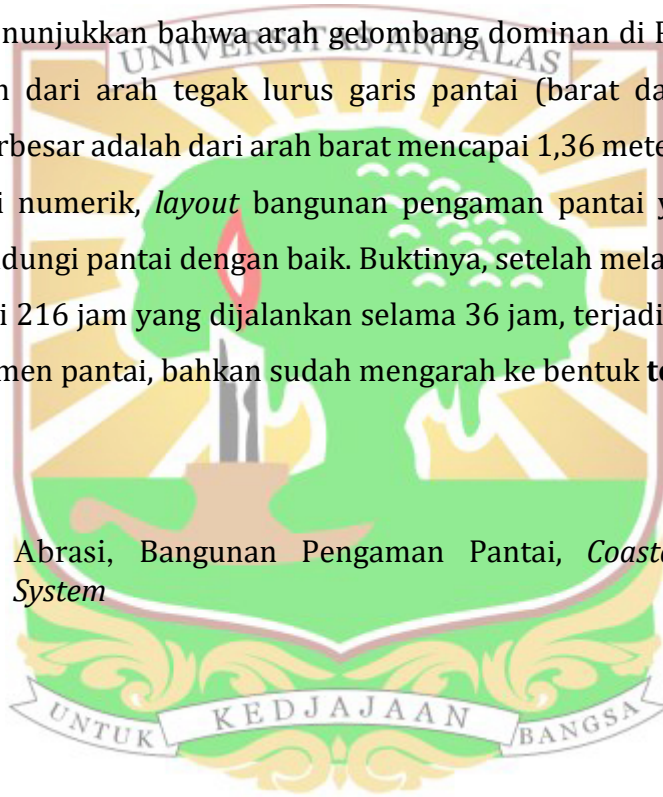 nunjukkan bahwa arah gelombang dominan di P
UNIVERSITAS ANDALAS
dari arah tegak lurus garis pantai (barat da
rbesar adalah dari arah barat mencapai 1,36 mete
i numerik, layout bangunan pengaman pantai y
dungi pantai dengan baik. Buktinya, setelah mela
i 216 jam yang dijalankan selama 36 jam, terjadi
men pantai, bahkan sudah mengarah ke bentuk to
Abrasi, Bangunan Pengaman Pantai, Coasta
System
UNTUK KEDJAJAAN BANGSA